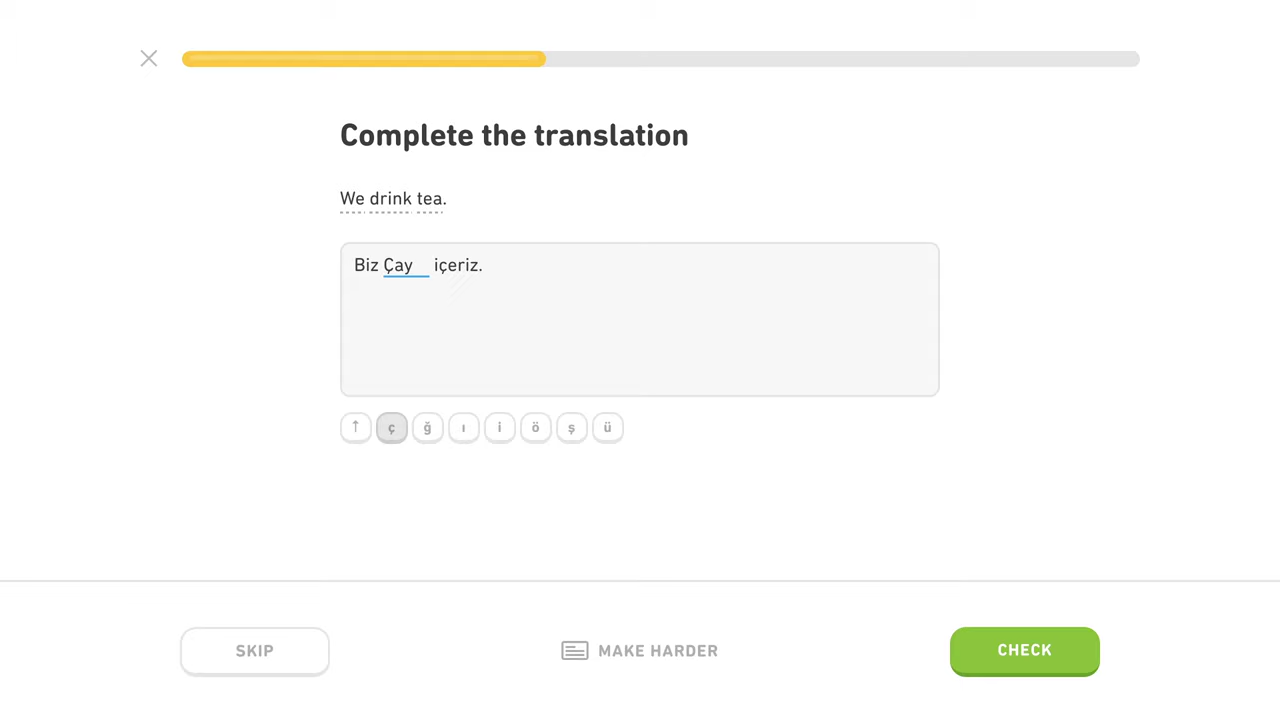 Complete the translation
We drink tea.
Biz Çay içeriz.
↑ ç ğ ı i ö ş ü
SKIP
MAKE HARDER
CHECK